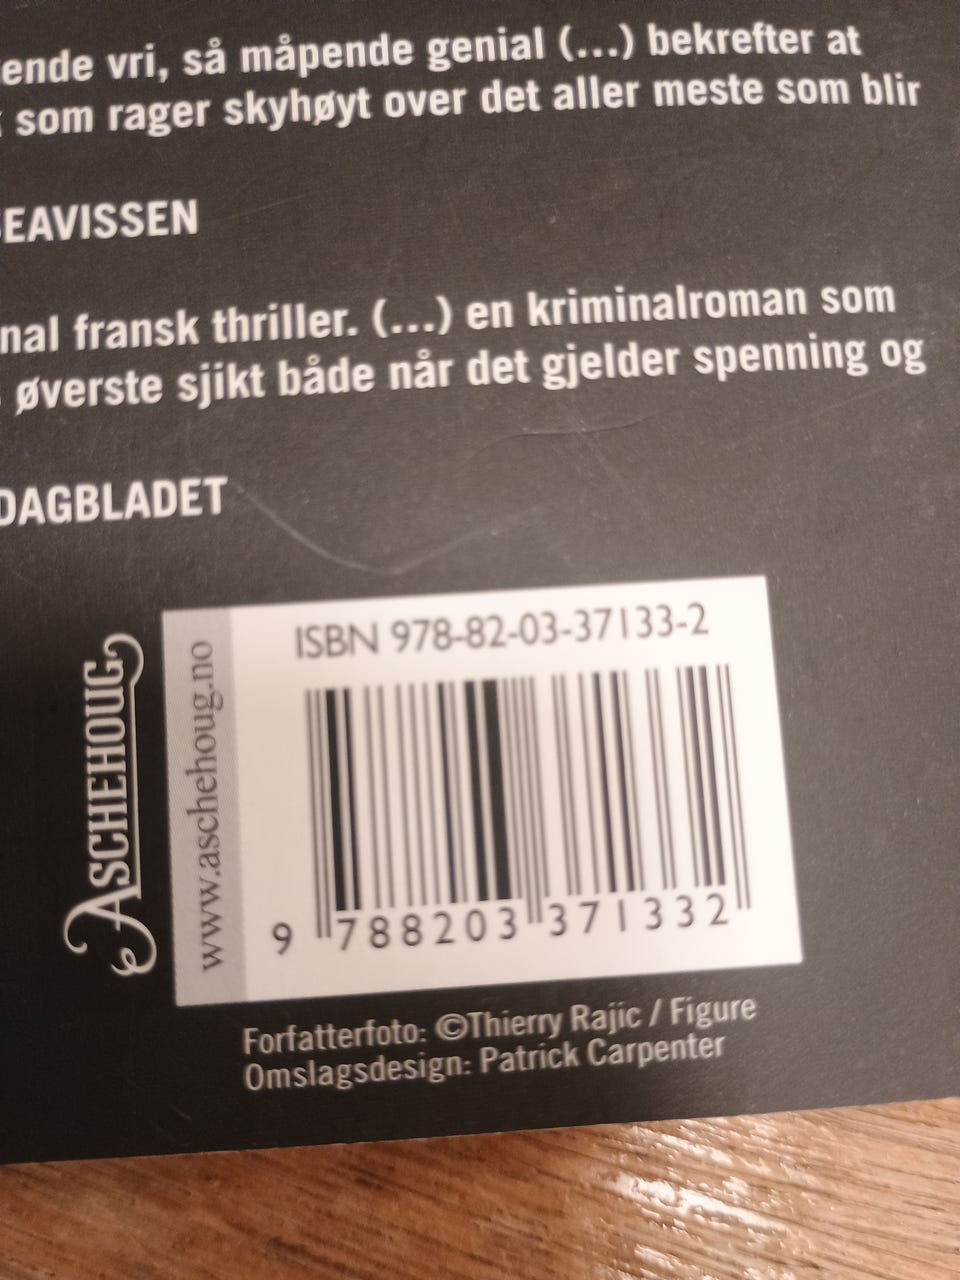 ende vri, så måpende genial (...) bekrefter at
som rager skyhøyt over det aller meste som blir
EAVISSEN
nal fransk thriller. (...) en kriminalroman som
øverste sjikt både når det gjelder spenning og
DAGBLADET
ASCHEHOUG
www.aschehoug.no
ISBN 978-82-03-37133-2
9 788203 371332
Forfatterfoto: ©Thierry Rajic / Figure
Omslagsdesign: Patrick Carpenter